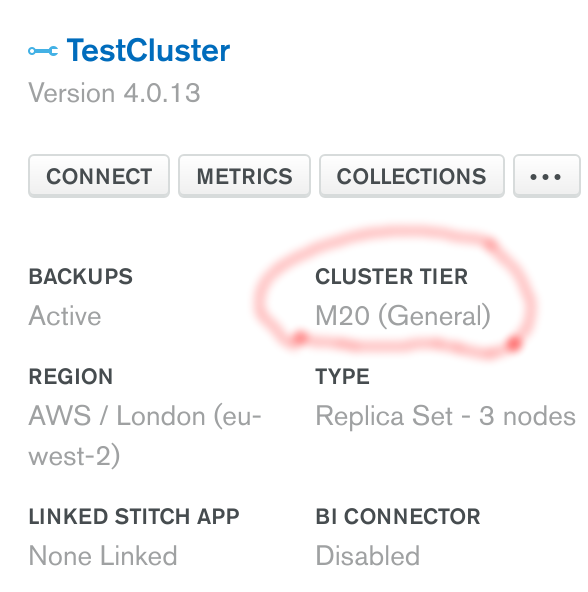 TestCluster
Version 4.0.13
CONNECT METRICS COLLECTIONS ...
BACKUPS
Active
CLUSTER TIER
M20 (General)
REGION
AWS / London (eu-
west-2)
TYPE
Replica Set - 3 nodes
LINKED STITCH APP
None Linked
BI CONNECTOR
Disabled